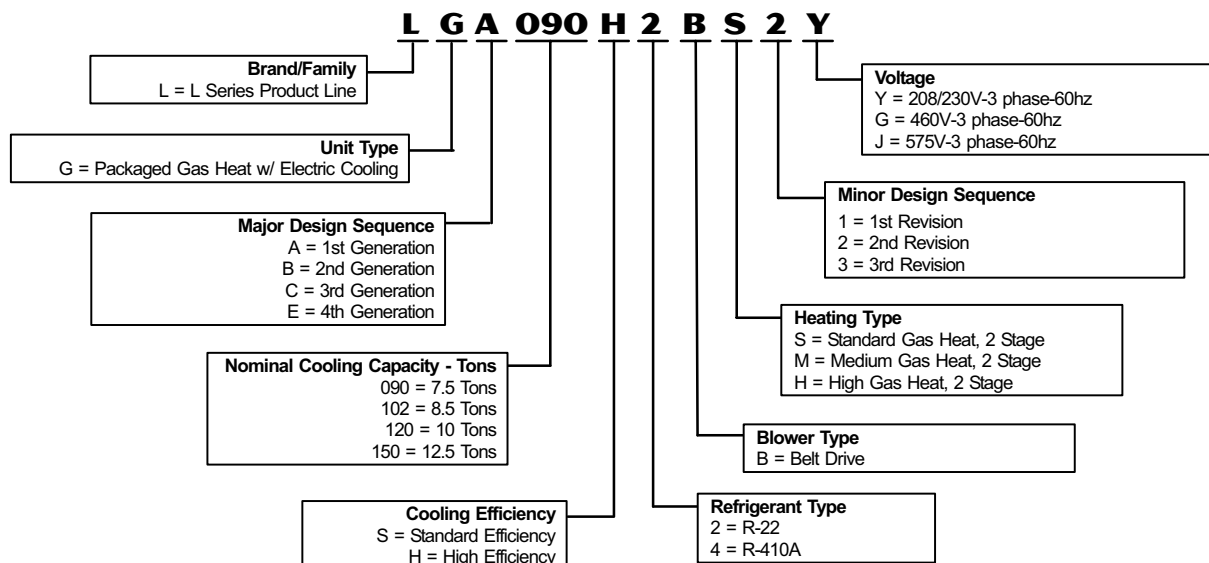 L G A 090 H 2 B S 2 Y
Brand/Family
L = L Series Product Line
Unit Type
G = Packaged Gas Heat w/ Electric Cooling
Major Design Sequence
A = 1st Generation
B = 2nd Generation
C = 3rd Generation
E = 4th Generation
Nominal Cooling Capacity - Tons
090 = 7.5 Tons
102 = 8.5 Tons
120 = 10 Tons
150 = 12.5 Tons
Cooling Efficiency
S = Standard Efficiency
H = High Efficiency
Voltage
Y = 208/230V-3 phase-60hz
G = 460V-3 phase-60hz
J = 575V-3 phase-60hz
Minor Design Sequence
1 = 1st Revision
2 = 2nd Revision
3 = 3rd Revision
Heating Type
S = Standard Gas Heat, 2 Stage
M = Medium Gas Heat, 2 Stage
H = High Gas Heat, 2 Stage
Blower Type
B = Belt Drive
Refrigerant Type
2 = R-22
4 = R-410A